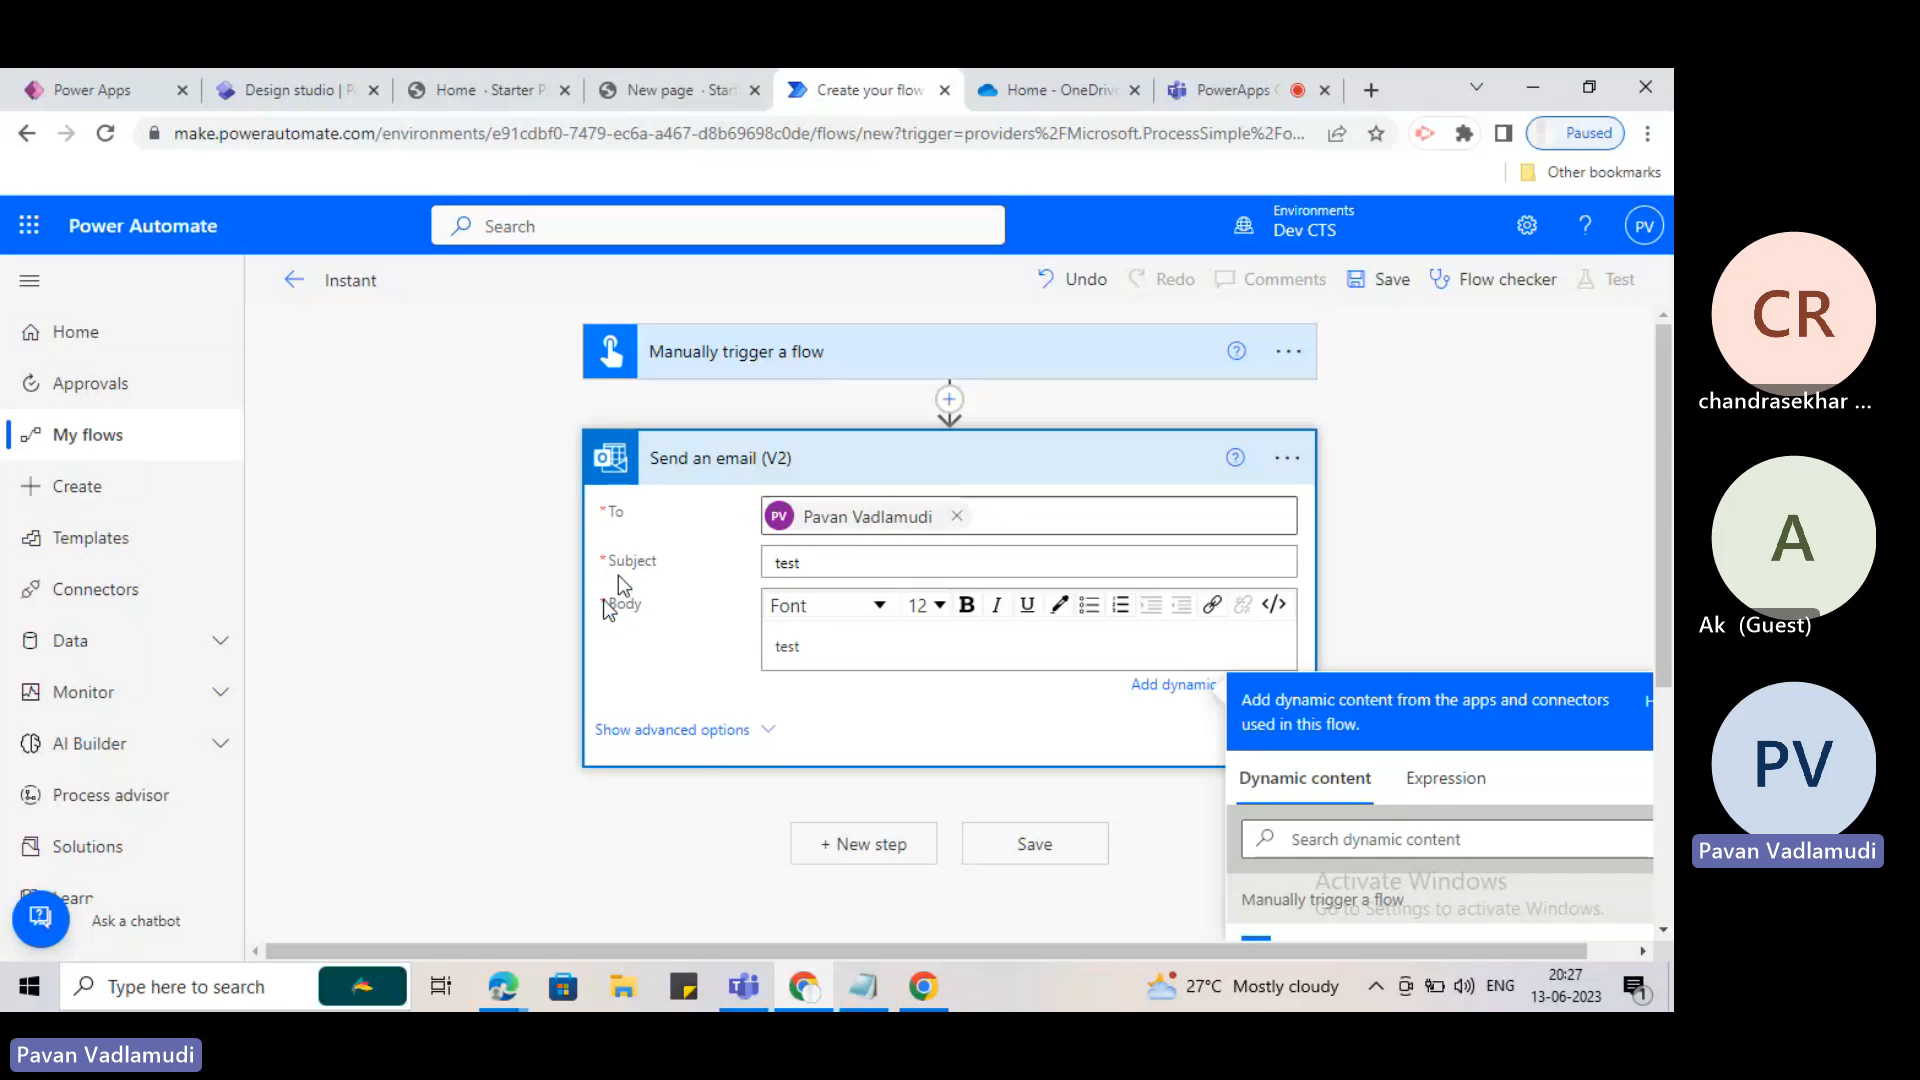 Power Apps
Design studio | P
Home · Starter P
New page · Star
Create your flow
Home - OneDriv
PowerApps
make.powerautomate.com/environments/e91cdbf0-7479-ec6a-a467-d8b69698c0de/flows/new?trigger=providers%2FMicrosoft.ProcessSimple%2Fo...
Paused
Other bookmarks
Power Automate
Search
Environments
Dev CTS
PV
Instant
Undo
Redo
Comments
Save
Flow checker
Test
Home
Approvals
My flows
Create
Templates
Connectors
Data
Monitor
AI Builder
Process advisor
Solutions
Ask a chatbot
Manually trigger a flow
Send an email (V2)
*To
PV
Pavan Vadlamudi
*Subject
test
*Body
Font
12
B
I
U
</>
test
Add dynamic
Show advanced options
+ New step
Save
Add dynamic content from the apps and connectors
used in this flow.
Dynamic content
Expression
Search dynamic content
Activate Windows
Manually trigger a flow
Go to Settings to activate Windows.
Type here to search
27°C Mostly cloudy
ENG
20:27
13-06-2023
1
CR
chandrasekhar ...
A
Ak (Guest)
PV
Pavan Vadlamudi
Pavan Vadlamudi